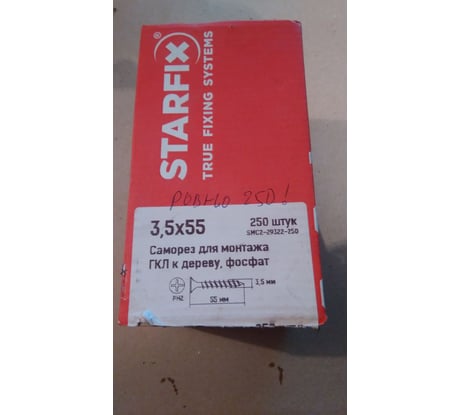 STARFIX®
TRUE FIXING SYSTEMS
РОВНО 250!
3,5x55
250 штук
SMC2-29322-250
Саморез для монтажа
ГКЛ к дереву, фосфат
PH2
3,5 мм
55 мм